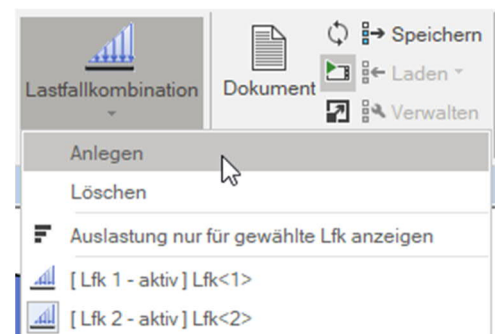 Lastfallkombination
Dokument
Speichern
Laden
Verwalten
Anlegen
Löschen
Auslastung nur für gewählte Lfk anzeigen
[ Lfk 1 - aktiv ] Lfk<1>
[ Lfk 2 - aktiv ] Lfk<2>